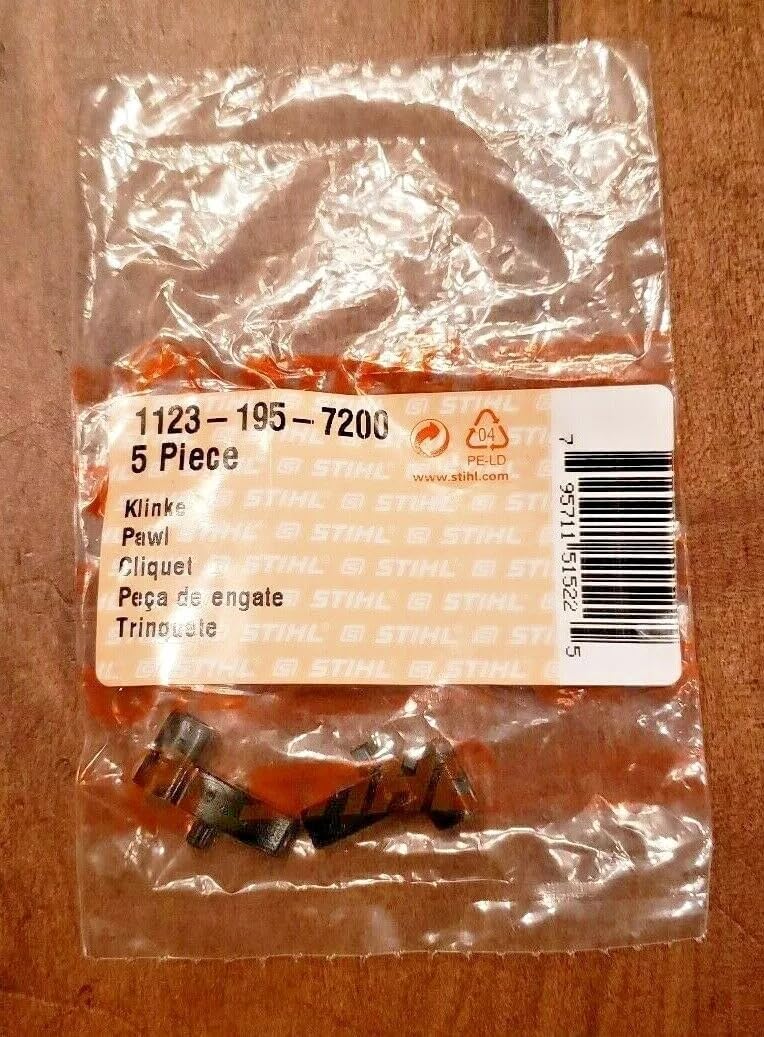 1123-195-7200
5 Piece
04
PE-LD
www.stihl.com
Klinke
Pawl
Cliquet
Peça de engate
Trinquete
STIHL
7 95711 51522 5